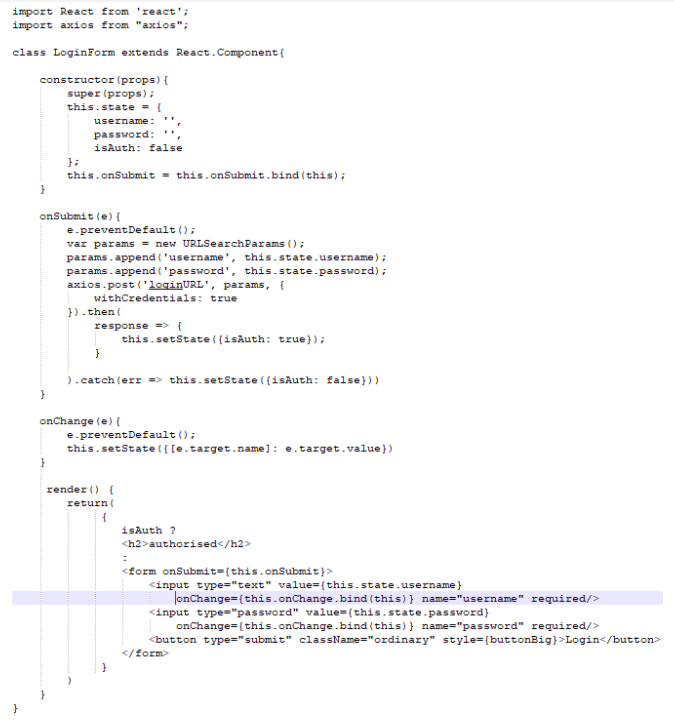 import React from 'react';
import axios from "axios";
class LoginForm extends React.Component{
constructor(props){
super(props);
this.state = {
username: '',
password: '',
isAuth: false
};
this.onSubmit = this.onSubmit.bind(this);
}
onSubmit(e){
e.preventDefault();
var params = new URLSearchParams();
params.append('username', this.state.username);
params.append('password', this.state.password);
axios.post('loginURL', params, {
withCredentials: true
}).then(
response => {
this.setState({isAuth: true});
}
).catch(err => this.setState({isAuth: false}))
}
onChange(e){
e.preventDefault();
this.setState({[e.target.name]: e.target.value})
}
render() {
return(
{
isAuth ?
<h2>authorised</h2>
:
<form onSubmit={this.onSubmit}>
<input type="text" value={this.state.username}
onChange={this.onChange.bind(this)} name="username" required/>
<input type="password" value={this.state.password}
onChange={this.onChange.bind(this)} name="password" required/>
<button type="submit" className="ordinary" style={buttonBig}>Login</button>
</form>
}
)
}
}